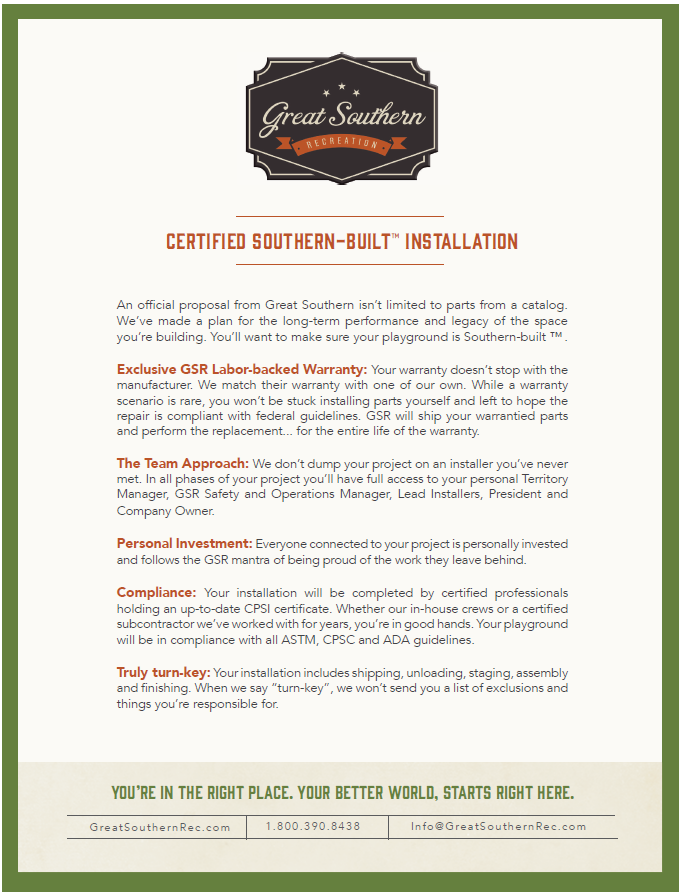 Great Southern
RECREATION
CERTIFIED SOUTHERN-BUILT™ INSTALLATION
An official proposal from Great Southern isn't limited to parts from a catalog.
We've made a plan for the long-term performance and legacy of the space
you're building. You'll want to make sure your playground is Southern-built ™.
Exclusive GSR Labor-backed Warranty: Your warranty doesn't stop with the
manufacturer. We match their warranty with one of our own. While a warranty
scenario is rare, you won't be stuck installing parts yourself and left to hope the
repair is compliant with federal guidelines. GSR will ship your warrantied parts
and perform the replacement... for the entire life of the warranty.
The Team Approach: We don't dump your project on an installer you've never
met. In all phases of your project you'll have full access to your personal Territory
Manager, GSR Safety and Operations Manager, Lead Installers, President and
Company Owner.
Personal Investment: Everyone connected to your project is personally invested
and follows the GSR mantra of being proud of the work they leave behind.
Compliance: Your installation will be completed by certified professionals
holding an up-to-date CPSI certificate. Whether our in-house crews or a certified
subcontractor we've worked with for years, you're in good hands. Your playground
will be in compliance with all ASTM, CPSC and ADA guidelines.
Truly turn-key: Your installation includes shipping, unloading, staging, assembly
and finishing. When we say "turn-key", we won't send you a list of exclusions and
things you're responsible for.
YOU'RE IN THE RIGHT PLACE. YOUR BETTER WORLD, STARTS RIGHT HERE.
GreatSouthernRec.com 1.800.390.8438 Info@GreatSouthernRec.com